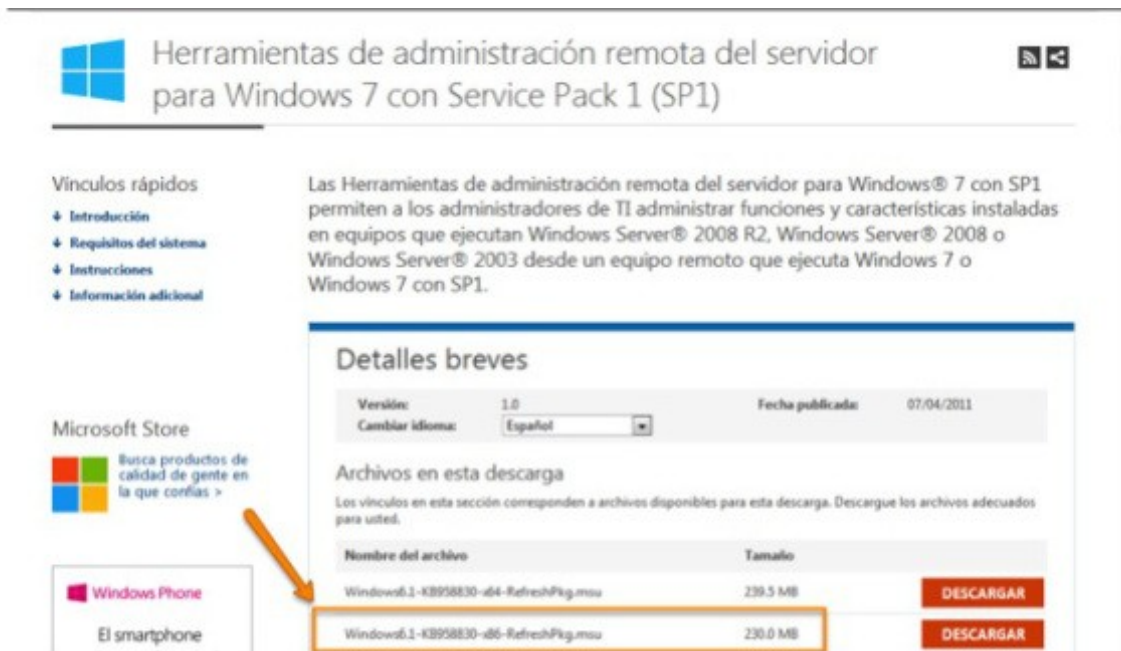 Herramientas de administración remota del servidor
para Windows 7 con Service Pack 1 (SP1)
Vínculos rápidos
Introducción
Requisitos del sistema
Instrucciones
Información adicional
Las Herramientas de administración remota del servidor para Windows® 7 con SP1
permiten a los administradores de TI administrar funciones y características instaladas
en equipos que ejecutan Windows Server® 2008 R2, Windows Server® 2008 o
Windows Server® 2003 desde un equipo remoto que ejecuta Windows 7 o
Windows 7 con SP1.
Microsoft Store
Busca productos de
calidad de gente en
la que confías >
Windows Phone
El smartphone
Detalles breves
Versión: 1.0 Fecha publicada: 07/04/2011
Cambiar idioma: Español
Archivos en esta descarga
Los vínculos en esta sección corresponden a archivos disponibles para esta descarga. Descargue los archivos adecuados
para usted.
Nombre del archivo Tamaño
Windows6.1-KB958830-x64-RefreshPkg.msu 239.5 MB DESCARGAR
Windows6.1-KB958830-x86-RefreshPkg.msu 230.0 MB DESCARGAR